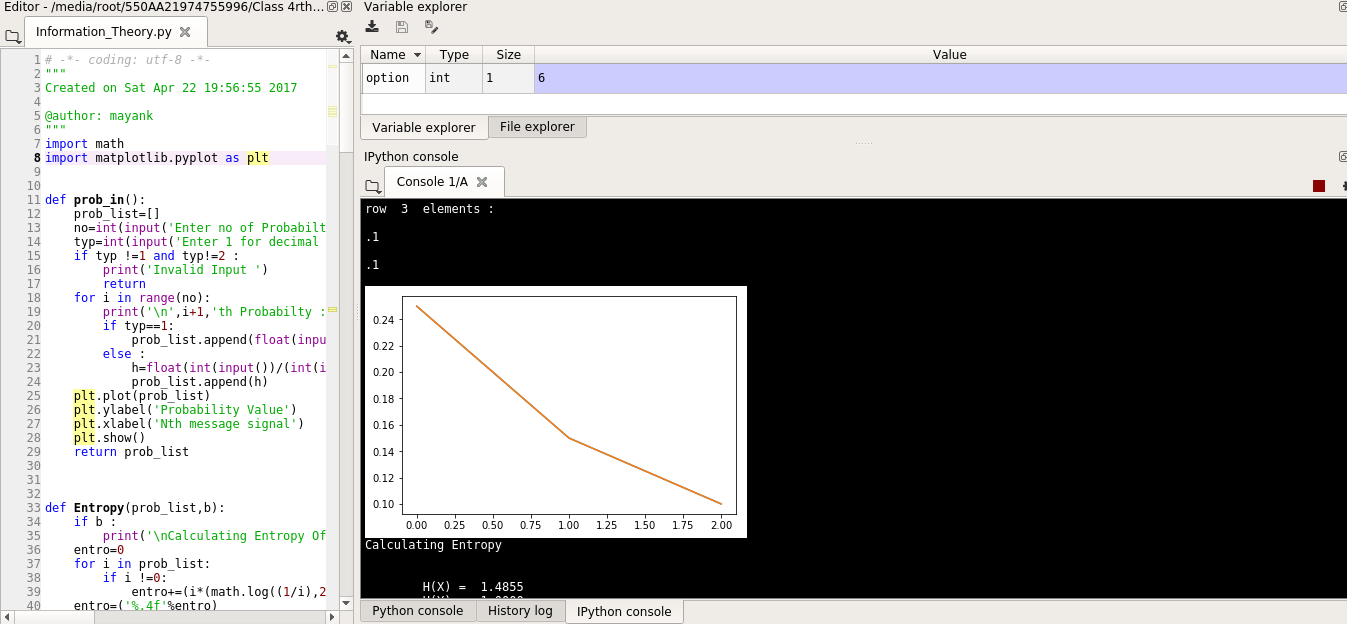 Editor - /media/root/550AA21974755996/Class 4rth...
Information_Theory.py
1 # -*- coding: utf-8 -*-
2 """
3 Created on Sat Apr 22 19:56:55 2017
4
5 @author: mayank
6 """
7 import math
8 import matplotlib.pyplot as plt
9
10
11 def prob_in():
12     prob_list=[]
13     no=int(input('Enter no of Probabilt
14     typ=int(input('Enter 1 for decimal
15     if typ !=1 and typ!=2 :
16         print('Invalid Input ')
17         return
18     for i in range(no):
19         print('\n',i+1,'th Probabilty :
20         if typ==1:
21             prob_list.append(float(inpu
22         else :
23             h=float(int(input())/(int(i
24             prob_list.append(h)
25     plt.plot(prob_list)
26     plt.ylabel('Probability Value')
27     plt.xlabel('Nth message signal')
28     plt.show()
29     return prob_list
30
31
32
33 def Entropy(prob_list,b):
34     if b :
35         print('\nCalculating Entropy Of
36     entro=0
37     for i in prob_list:
38         if i !=0:
39             entro+=(i*(math.log((1/i),2
40     entro=('%.4f'%entro)
Variable explorer
Name Type Size Value
option int 1 6
Variable explorer File explorer
IPython console
Console 1/A
row  3  elements :
.1
.1
0.24
0.22
0.20
0.18
0.16
0.14
0.12
0.10
0.00 0.25 0.50 0.75 1.00 1.25 1.50 1.75 2.00
Calculating Entropy
H(X) =  1.4855
Python console History log IPython console